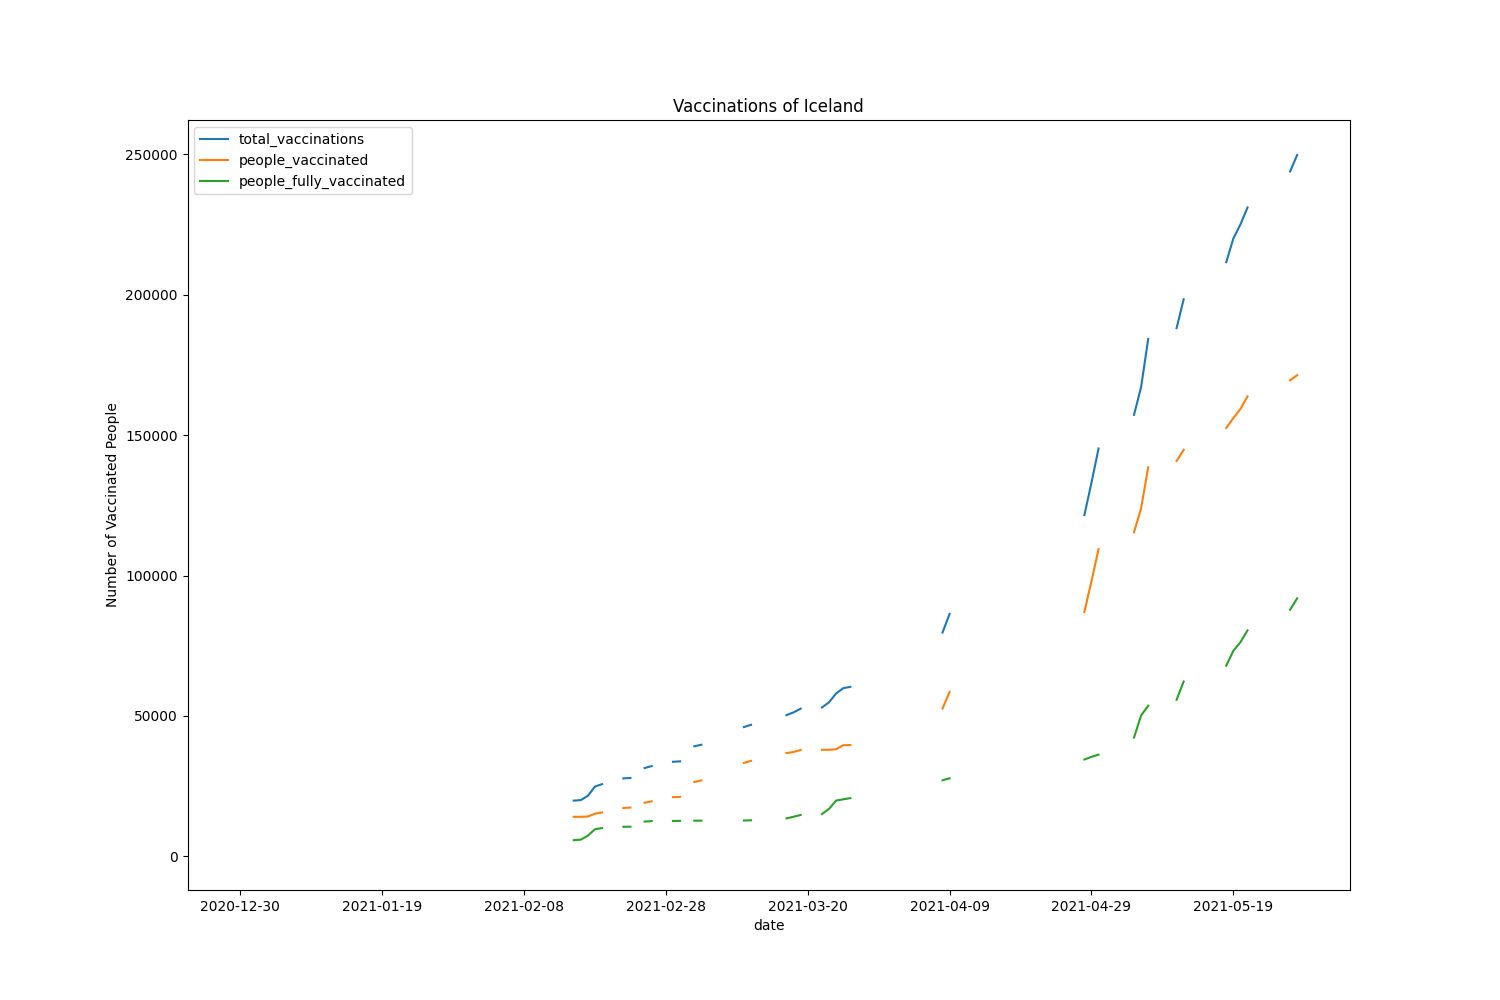 Vaccinations of Iceland
total_vaccinations
people_vaccinated
people_fully_vaccinated
Number of Vaccinated People
250000
200000
150000
100000
50000
0
2020-12-30
2021-01-19
2021-02-08
2021-02-28
2021-03-20
2021-04-09
2021-04-29
2021-05-19
date